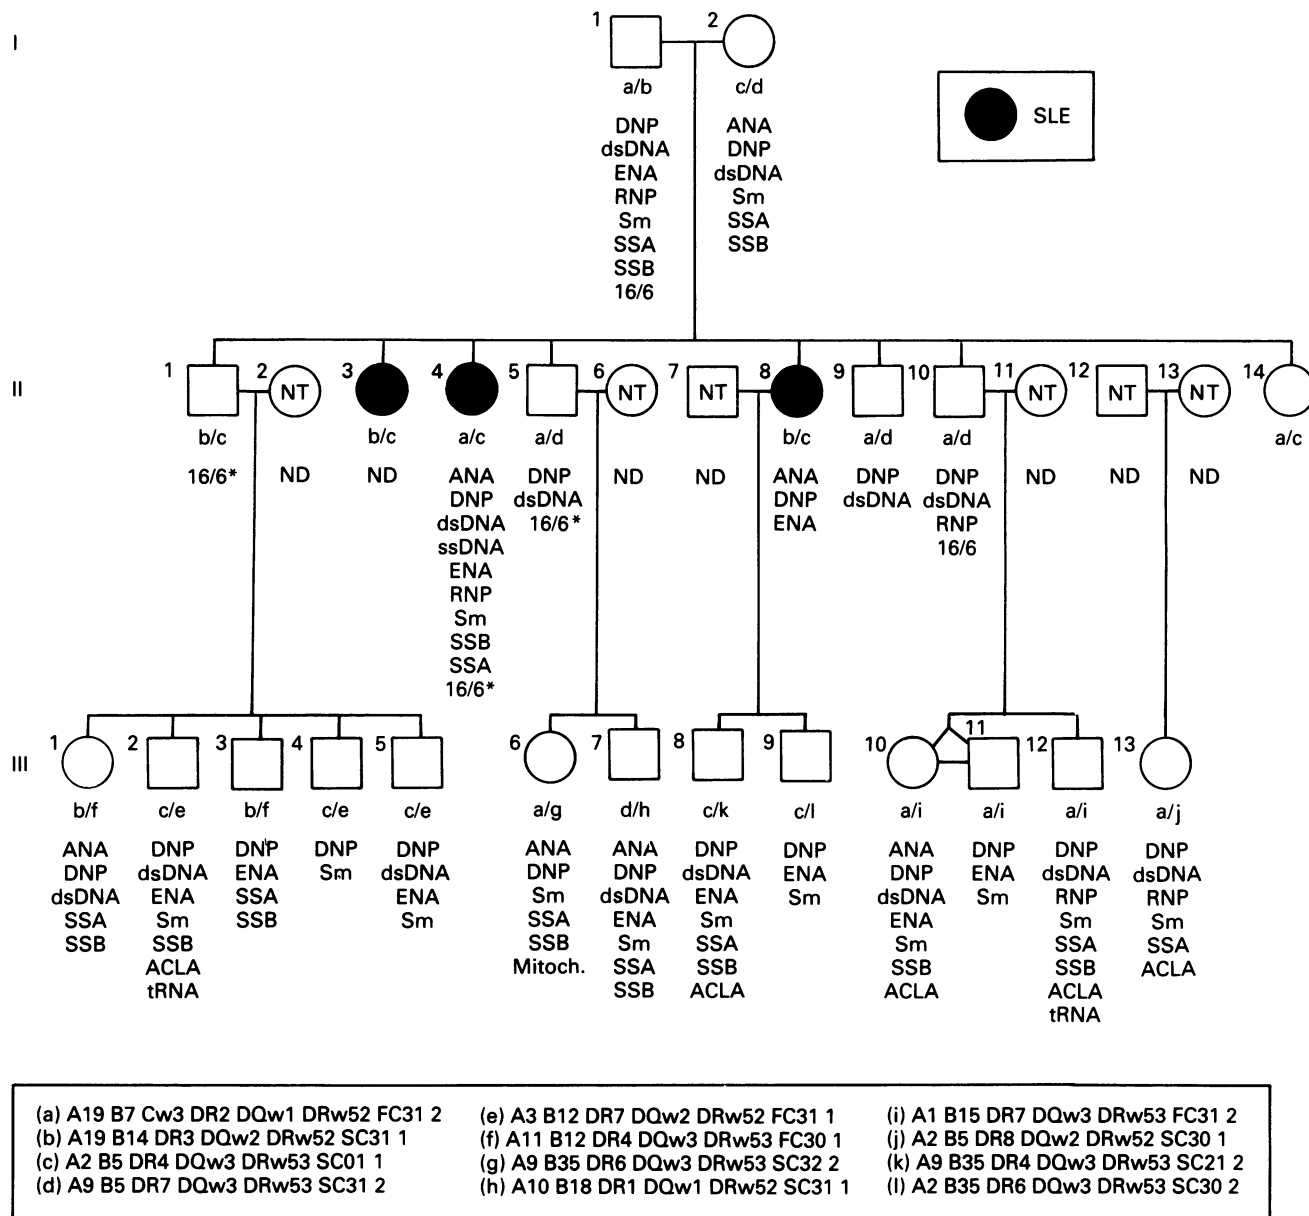 I
1
2
a/b
c/d
DNP
dsDNA
ENA
RNP
Sm
SSA
SSB
16/6
ANA
DNP
dsDNA
Sm
SSA
SSB
SLE
II
1
2
NT
3
4
5
6
NT
7
NT
8
9
10
11
NT
12
NT
13
NT
14
b/c
b/c
a/c
a/d
b/c
a/d
a/d
a/c
16/6*
ND
ND
ANA
DNP
dsDNA
ssDNA
ENA
RNP
Sm
SSB
SSA
16/6*
DNP
dsDNA
16/6*
ND
ND
ANA
DNP
ENA
DNP
dsDNA
DNP
dsDNA
RNP
16/6
ND
ND
ND
III
1
2
3
4
5
6
7
8
9
10
11
12
13
b/f
ANA
DNP
dsDNA
SSA
SSB
c/e
DNP
dsDNA
ENA
Sm
SSB
ACLA
tRNA
b/f
DNP
ENA
SSA
SSB
c/e
DNP
Sm
c/e
DNP
dsDNA
ENA
Sm
a/g
ANA
DNP
Sm
SSA
SSB
Mitoch.
d/h
ANA
DNP
dsDNA
ENA
Sm
SSA
SSB
c/k
DNP
dsDNA
ENA
Sm
SSA
SSB
ACLA
c/l
DNP
ENA
Sm
a/i
ANA
DNP
dsDNA
ENA
Sm
SSB
ACLA
a/i
DNP
ENA
Sm
a/i
DNP
dsDNA
RNP
Sm
SSA
SSB
ACLA
tRNA
a/j
DNP
dsDNA
RNP
Sm
SSA
ACLA
(a) A19 B7 Cw3 DR2 DQw1 DRw52 FC31 2
(b) A19 B14 DR3 DQw2 DRw52 SC31 1
(c) A2 B5 DR4 DQw3 DRw53 SC01 1
(d) A9 B5 DR7 DQw3 DRw53 SC31 2
(e) A3 B12 DR7 DQw2 DRw52 FC31 1
(f) A11 B12 DR4 DQw3 DRw53 FC30 1
(g) A9 B35 DR6 DQw3 DRw53 SC32 2
(h) A10 B18 DR1 DQw1 DRw52 SC31 1
(i) A1 B15 DR7 DQw3 DRw53 FC31 2
(j) A2 B5 DR8 DQw2 DRw52 SC30 1
(k) A9 B35 DR4 DQw3 DRw53 SC21 2
(l) A2 B35 DR6 DQw3 DRw53 SC30 2